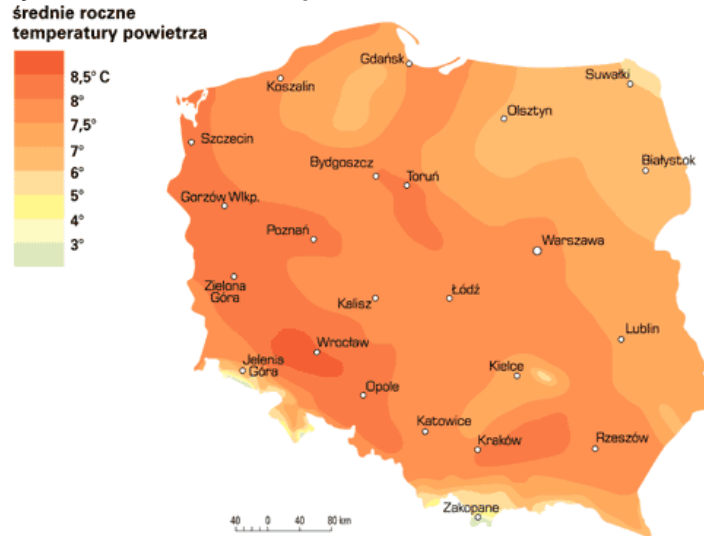 średnie roczne
temperatury powietrza
8,5° C
8°
7,5°
7°
6°
5°
4°
3°
Gdańsk
Koszalin
Suwałki
Olsztyn
Szczecin
Białystok
Bydgoszcz
Toruń
Gorzów Wlkp.
Poznań
Warszawa
Zielona
Góra
Kalisz
Łódź
Lublin
Wrocław
Jelenia
Góra
Kielce
Opole
Katowice
Kraków
Rzeszów
Zakopane
40 0 40 80 km